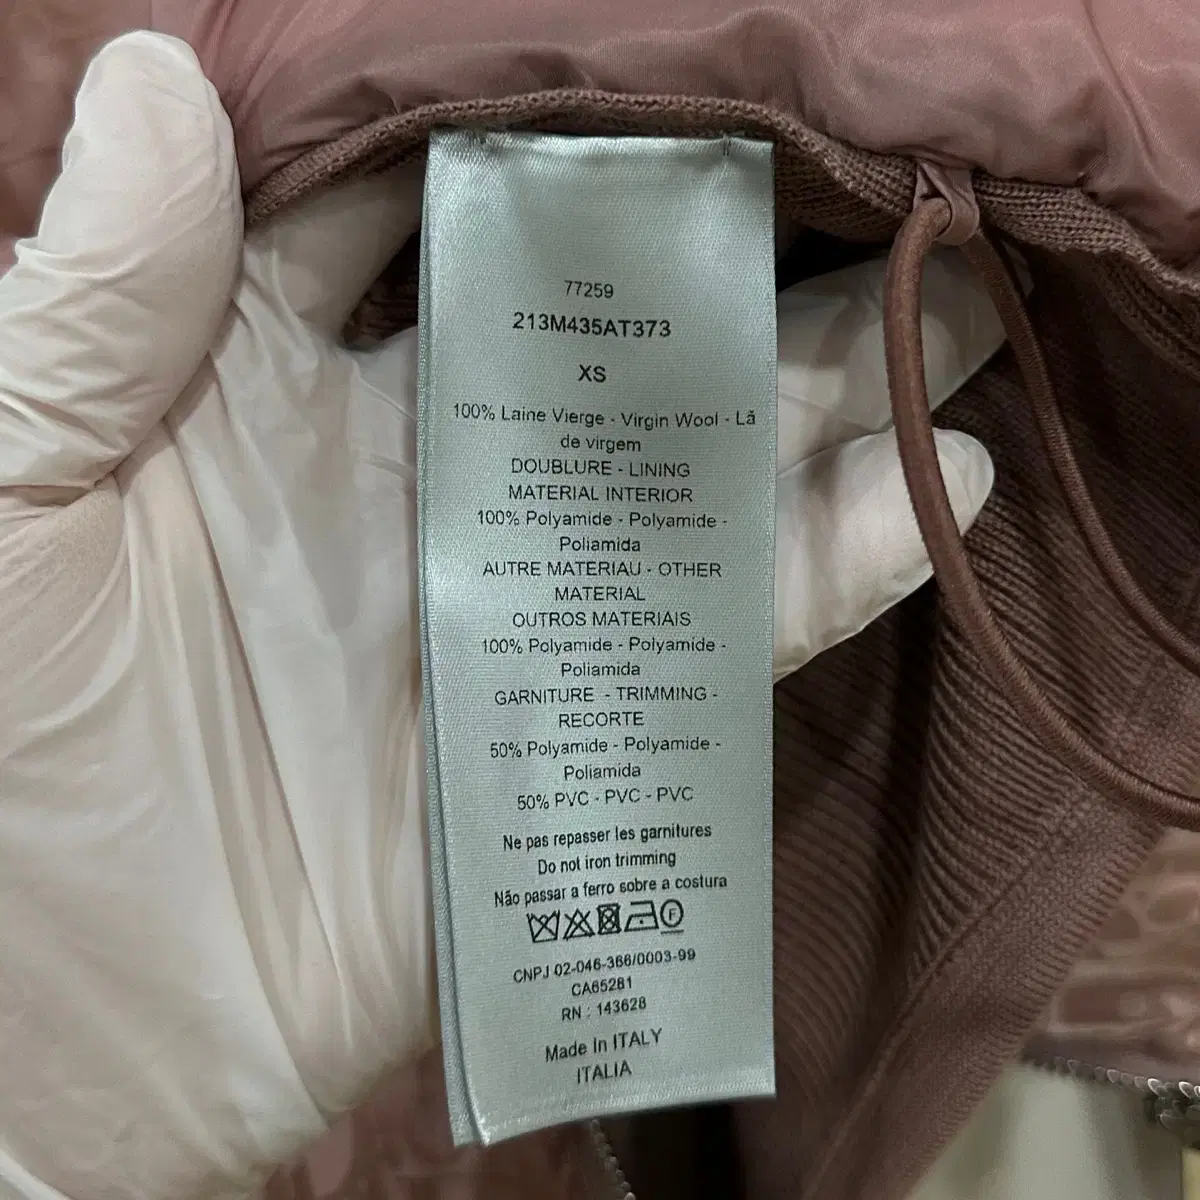 77259
213M435AT373
XS
100% Laine Vierge - Virgin Wool - Lã
de virgem
DOUBLURE - LINING
MATERIAL INTERIOR
100% Polyamide - Polyamide -
Poliamida
AUTRE MATERIAU - OTHER
MATERIAL
OUTROS MATERIAIS
100% Polyamide - Polyamide -
Poliamida
GARNITURE - TRIMMING -
RECORTE
50% Polyamide - Polyamide -
Poliamida
50% PVC - PVC - PVC
Ne pas repasser les garnitures
Do not iron trimming
Não passar a ferro sobre a costura
F
CNPJ 02-046-366/0003-99
CA65281
RN : 143628
Made In ITALY
ITALIA